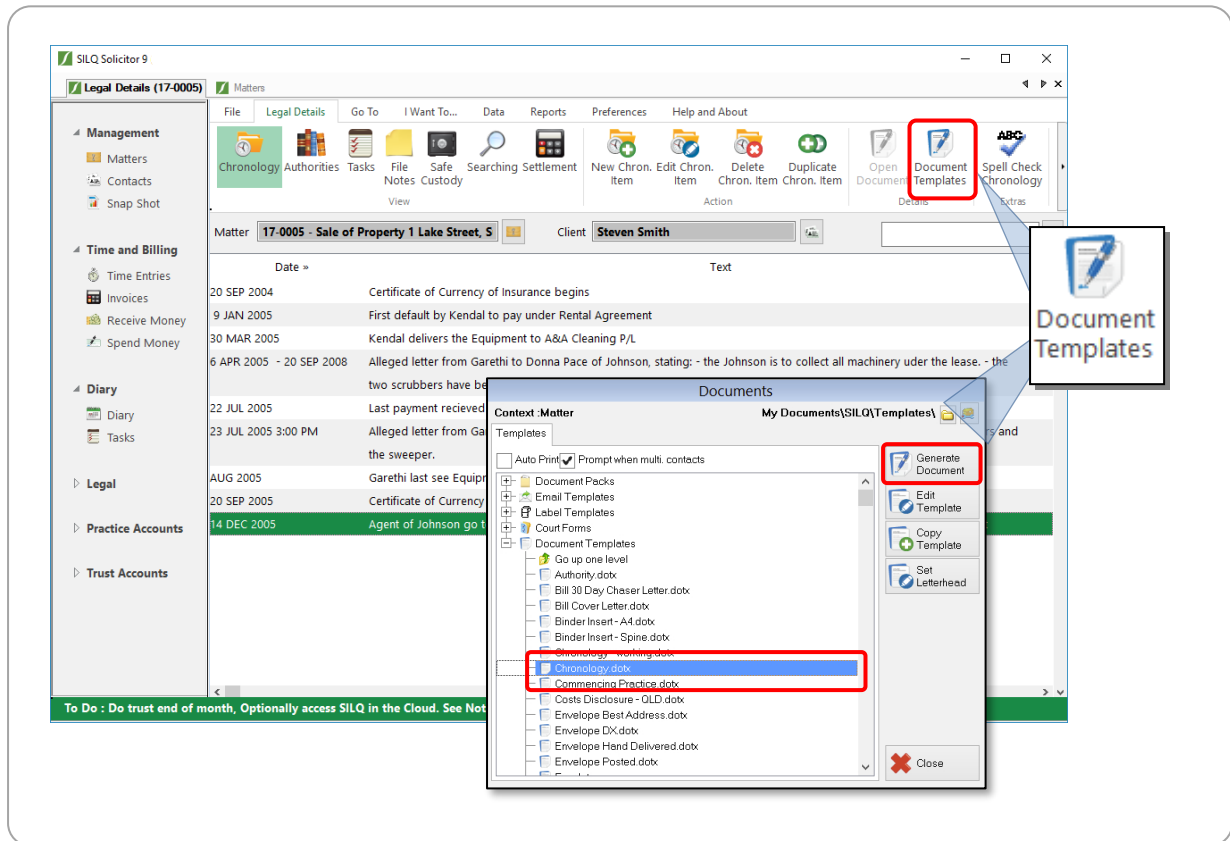 SILQ Solicitor 9
Legal Details (17-0005) Matters
File Legal Details Go To I Want To... Data Reports Preferences Help and About
Management
Matters
Contacts
Snap Shot
Time and Billing
Time Entries
Invoices
Receive Money
Spend Money
Diary
Diary
Tasks
Legal
Practice Accounts
Trust Accounts
Chronology Authorities Tasks File Notes Safe Custody Searching Settlement
View
New Chron. Item Edit Chron. Item Delete Chron. Item Duplicate Chron. Item
Action
Open Document Document Templates
Details
ABC
Spell Check Chronology
Extras
Matter 17-0005 - Sale of Property 1 Lake Street, S Client Steven Smith
Date » Text
20 SEP 2004 Certificate of Currency of Insurance begins
9 JAN 2005 First default by Kendal to pay under Rental Agreement
30 MAR 2005 Kendal delivers the Equipment to A&A Cleaning P/L
6 APR 2005 - 20 SEP 2008 Alleged letter from Garethi to Donna Pace of Johnson, stating: - the Johnson is to collect all machinery uder the lease. - the
two scrubbers have be
22 JUL 2005 Last payment recieved
23 JUL 2005 3:00 PM Alleged letter from Ga rs and
the sweeper.
AUG 2005 Garethi last see Equipr
20 SEP 2005 Certificate of Currency
14 DEC 2005 Agent of Johnson go t
To Do : Do trust end of month, Optionally access SILQ in the Cloud. See Not
Document
Templates
Documents
Context :Matter My Documents\SILQ\Templates\
Templates
Auto Print Prompt when multi. contacts
Document Packs
Email Templates
Label Templates
Court Forms
Document Templates
Go up one level
Authority.dotx
Bill 30 Day Chaser Letter.dotx
Bill Cover Letter.dotx
Binder Insert - A4.dotx
Binder Insert - Spine.dotx
Chronology - working.dotx
Chronology.dotx
Commencing Practice.dotx
Costs Disclosure - QLD.dotx
Envelope Best Address.dotx
Envelope DX.dotx
Envelope Hand Delivered.dotx
Envelope Posted.dotx
Generate
Document
Edit
Template
Copy
Template
Set
Letterhead
Close